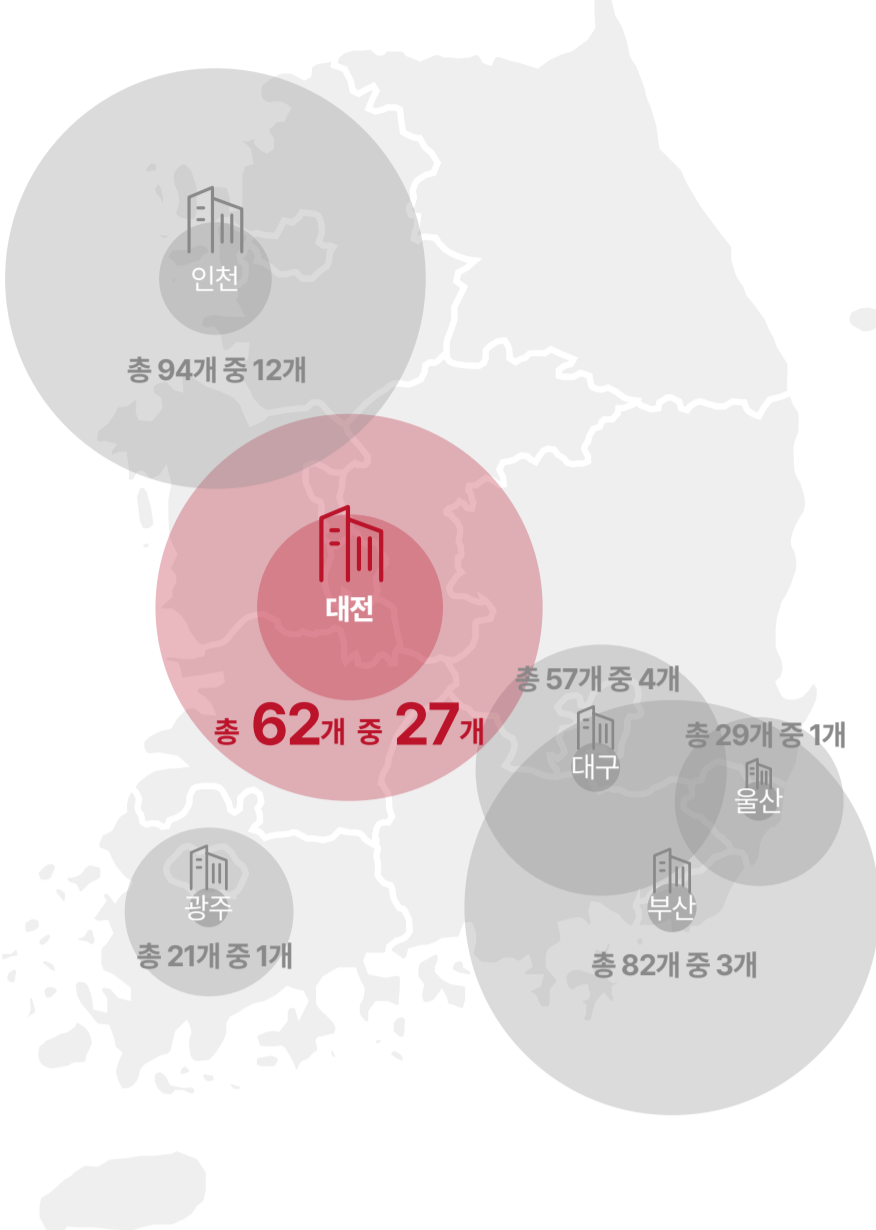 인천
총 94개 중 12개
대전
총 62개 중 27개
총 57개 중 4개
대구
총 29개 중 1개
울산
광주
총 21개 중 1개
부산
총 82개 중 3개